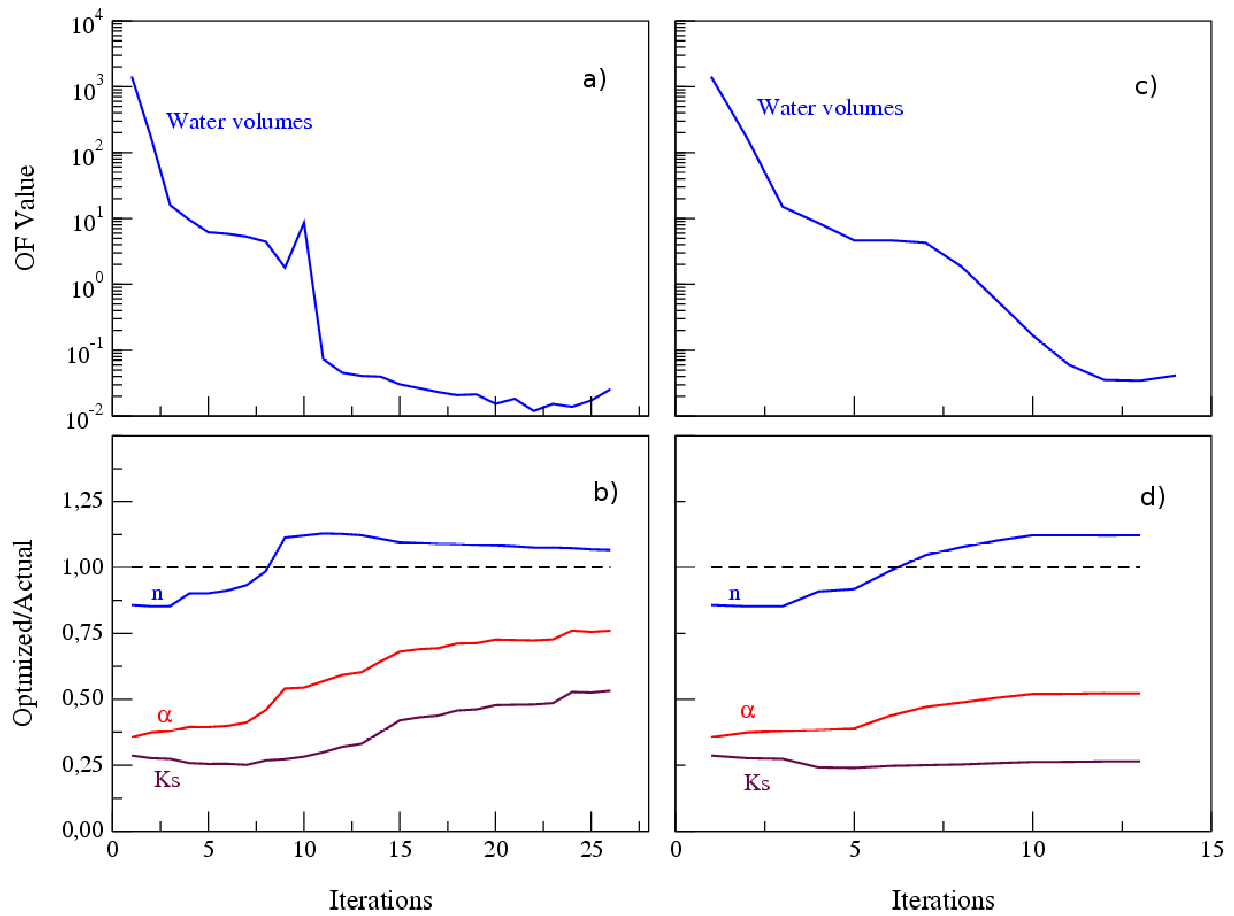 10^4
10^3
10^2
10^1
10^0
10^-1
10^-2
OF Value
Water volumes
a)
Water volumes
c)
1,25
1,00
0,75
0,50
0,25
0,00
Optmized/Actual
b)
n
α
Ks
d)
n
α
Ks
0 5 10 15 20 25
0 5 10 15
Iterations
Iterations